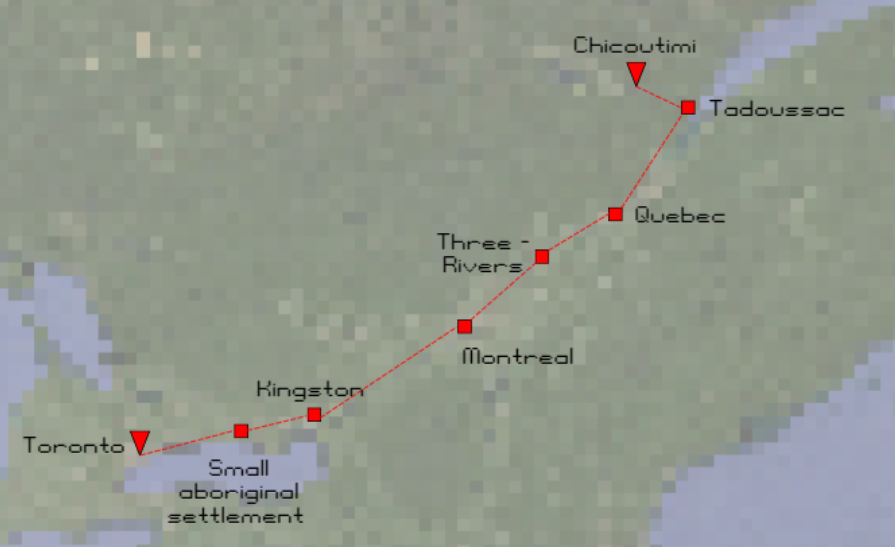 Chicoutimi
Tadoussac
Quebec
Three -
Rivers
Montreal
Kingston
Toronto
Small
aboriginal
settlement